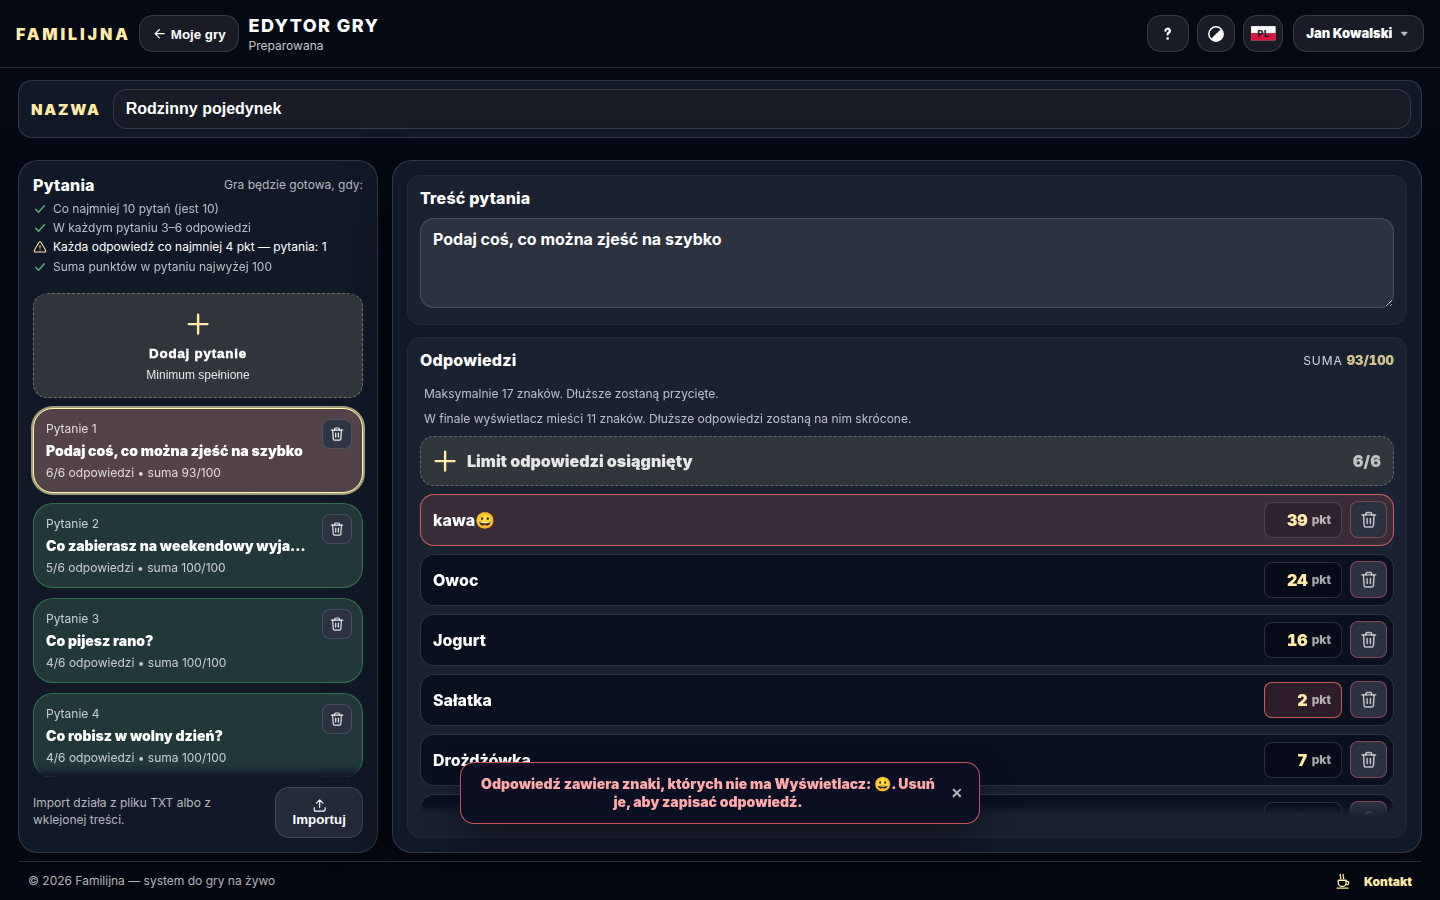 FAMILIJNA
← Moje gry
EDYTOR GRY
Preparowana
?
PL
Jan Kowalski
NAZWA
Rodzinny pojedynek
Pytania
Gra będzie gotowa, gdy:
Co najmniej 10 pytań (jest 10)
W każdym pytaniu 3–6 odpowiedzi
Każda odpowiedź co najmniej 4 pkt — pytania: 1
Suma punktów w pytaniu najwyżej 100
Dodaj pytanie
Minimum spełnione
Pytanie 1
Podaj coś, co można zjeść na szybko
6/6 odpowiedzi • suma 93/100
Pytanie 2
Co zabierasz na weekendowy wyja...
5/6 odpowiedzi • suma 100/100
Pytanie 3
Co pijesz rano?
4/6 odpowiedzi • suma 100/100
Pytanie 4
Co robisz w wolny dzień?
4/6 odpowiedzi • suma 100/100
Import działa z pliku TXT albo z
wklejonej treści.
Importuj
Treść pytania
Podaj coś, co można zjeść na szybko
Odpowiedzi
SUMA 93/100
Maksymalnie 17 znaków. Dłuższe zostaną przycięte.
W finale wyświetlacz mieści 11 znaków. Dłuższe odpowiedzi zostaną na nim skrócone.
Limit odpowiedzi osiągnięty
6/6
kawa😀
39 pkt
Owoc
24 pkt
Jogurt
16 pkt
Sałatka
2 pkt
Drożdżówka
7 pkt
Odpowiedź zawiera znaki, których nie ma Wyświetlacz: 😀. Usuń
je, aby zapisać odpowiedź.
×
© 2026 Familijna — system do gry na żywo
Kontakt